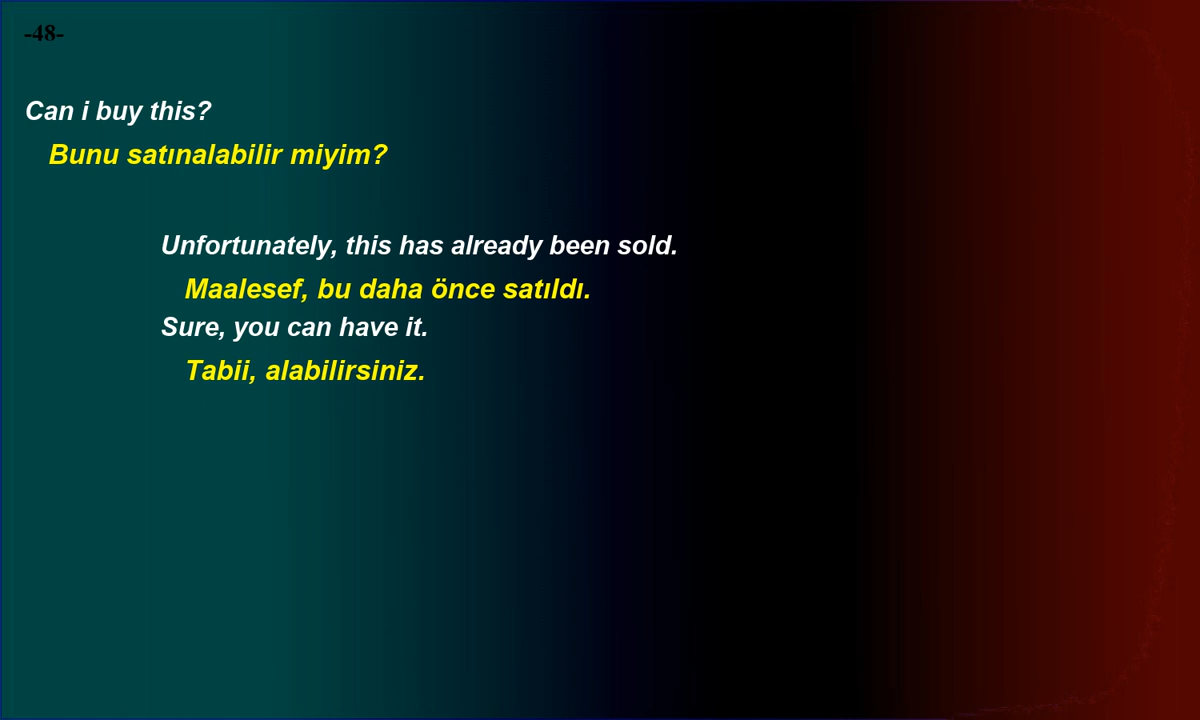 -48-
Can i buy this?
Bunu satınalabilir miyim?
Unfortunately, this has already been sold.
Maalesef, bu daha önce satıldı.
Sure, you can have it.
Tabii, alabilirsiniz.